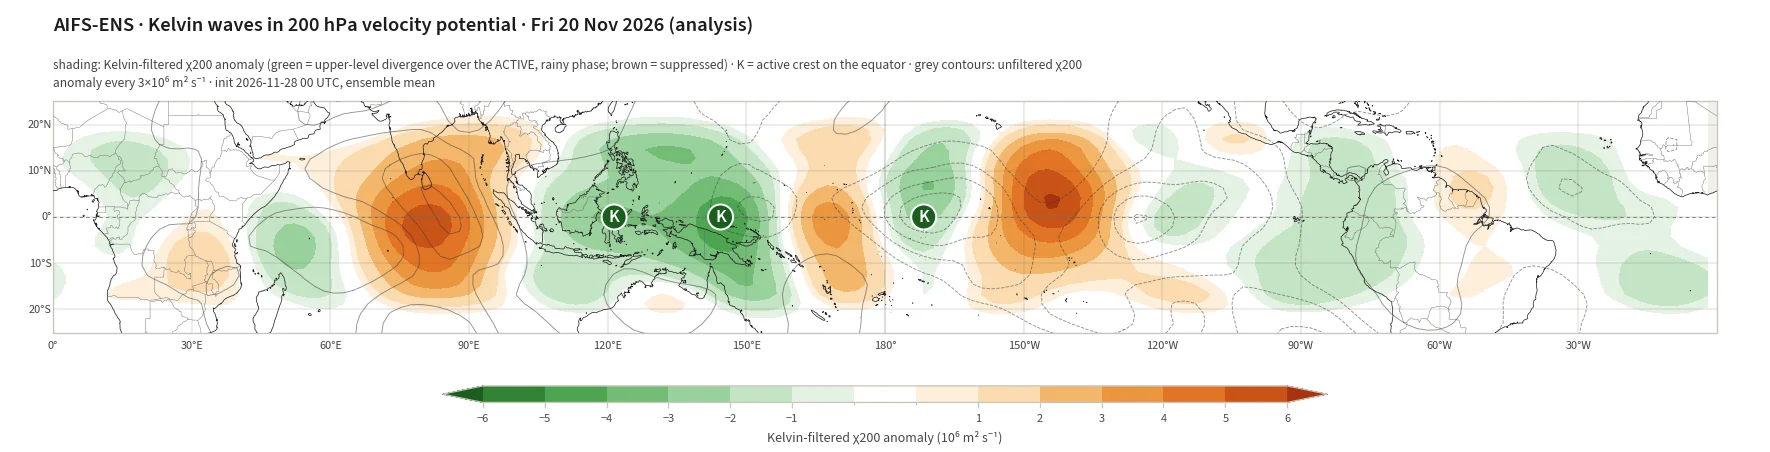 AIFS-ENS · Kelvin waves in 200 hPa velocity potential · Fri 20 Nov 2026 (analysis)
shading: Kelvin-filtered χ200 anomaly (green = upper-level divergence over the ACTIVE, rainy phase; brown = suppressed) · K = active crest on the equator · grey contours: unfiltered χ200
anomaly every 3×10⁶ m² s⁻¹ · init 2026-11-28 00 UTC, ensemble mean
20°N
10°N
0°
10°S
20°S
K K K
0° 30°E 60°E 90°E 120°E 150°E 180° 150°W 120°W 90°W 60°W 30°W
−6 −5 −4 −3 −2 −1 1 2 3 4 5 6
Kelvin-filtered χ200 anomaly (10⁶ m² s⁻¹)